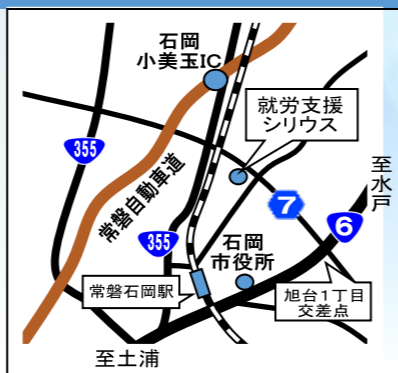 石岡
小美玉IC
就労支援
シリウス
355
至水戸
常磐自動車道
7
6
355
石岡
市役所
常磐石岡駅
旭台1丁目
交差点
至土浦